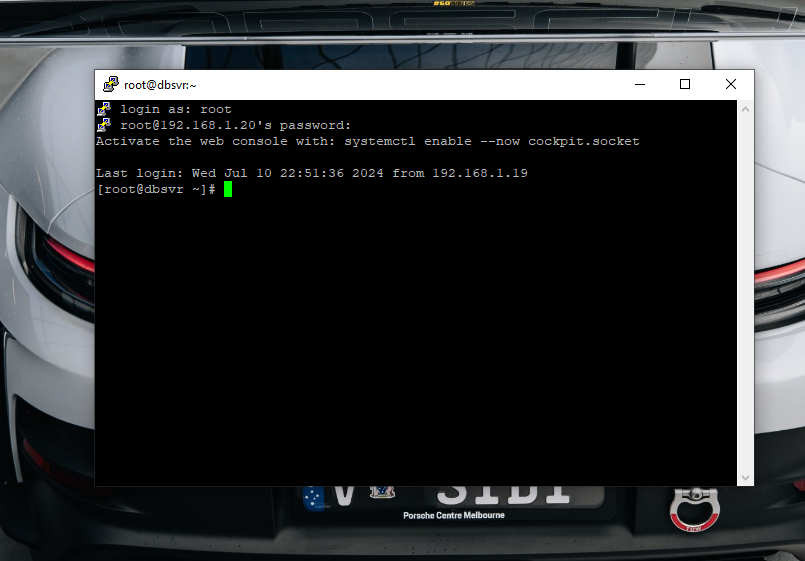 root@dbsvr:~
login as: root
root@192.168.1.20's password:
Activate the web console with: systemctl enable --now cockpit.socket
Last login: Wed Jul 10 22:51:36 2024 from 192.168.1.19
[root@dbsvr ~]#
Porsche Centre Melbourne
TOW